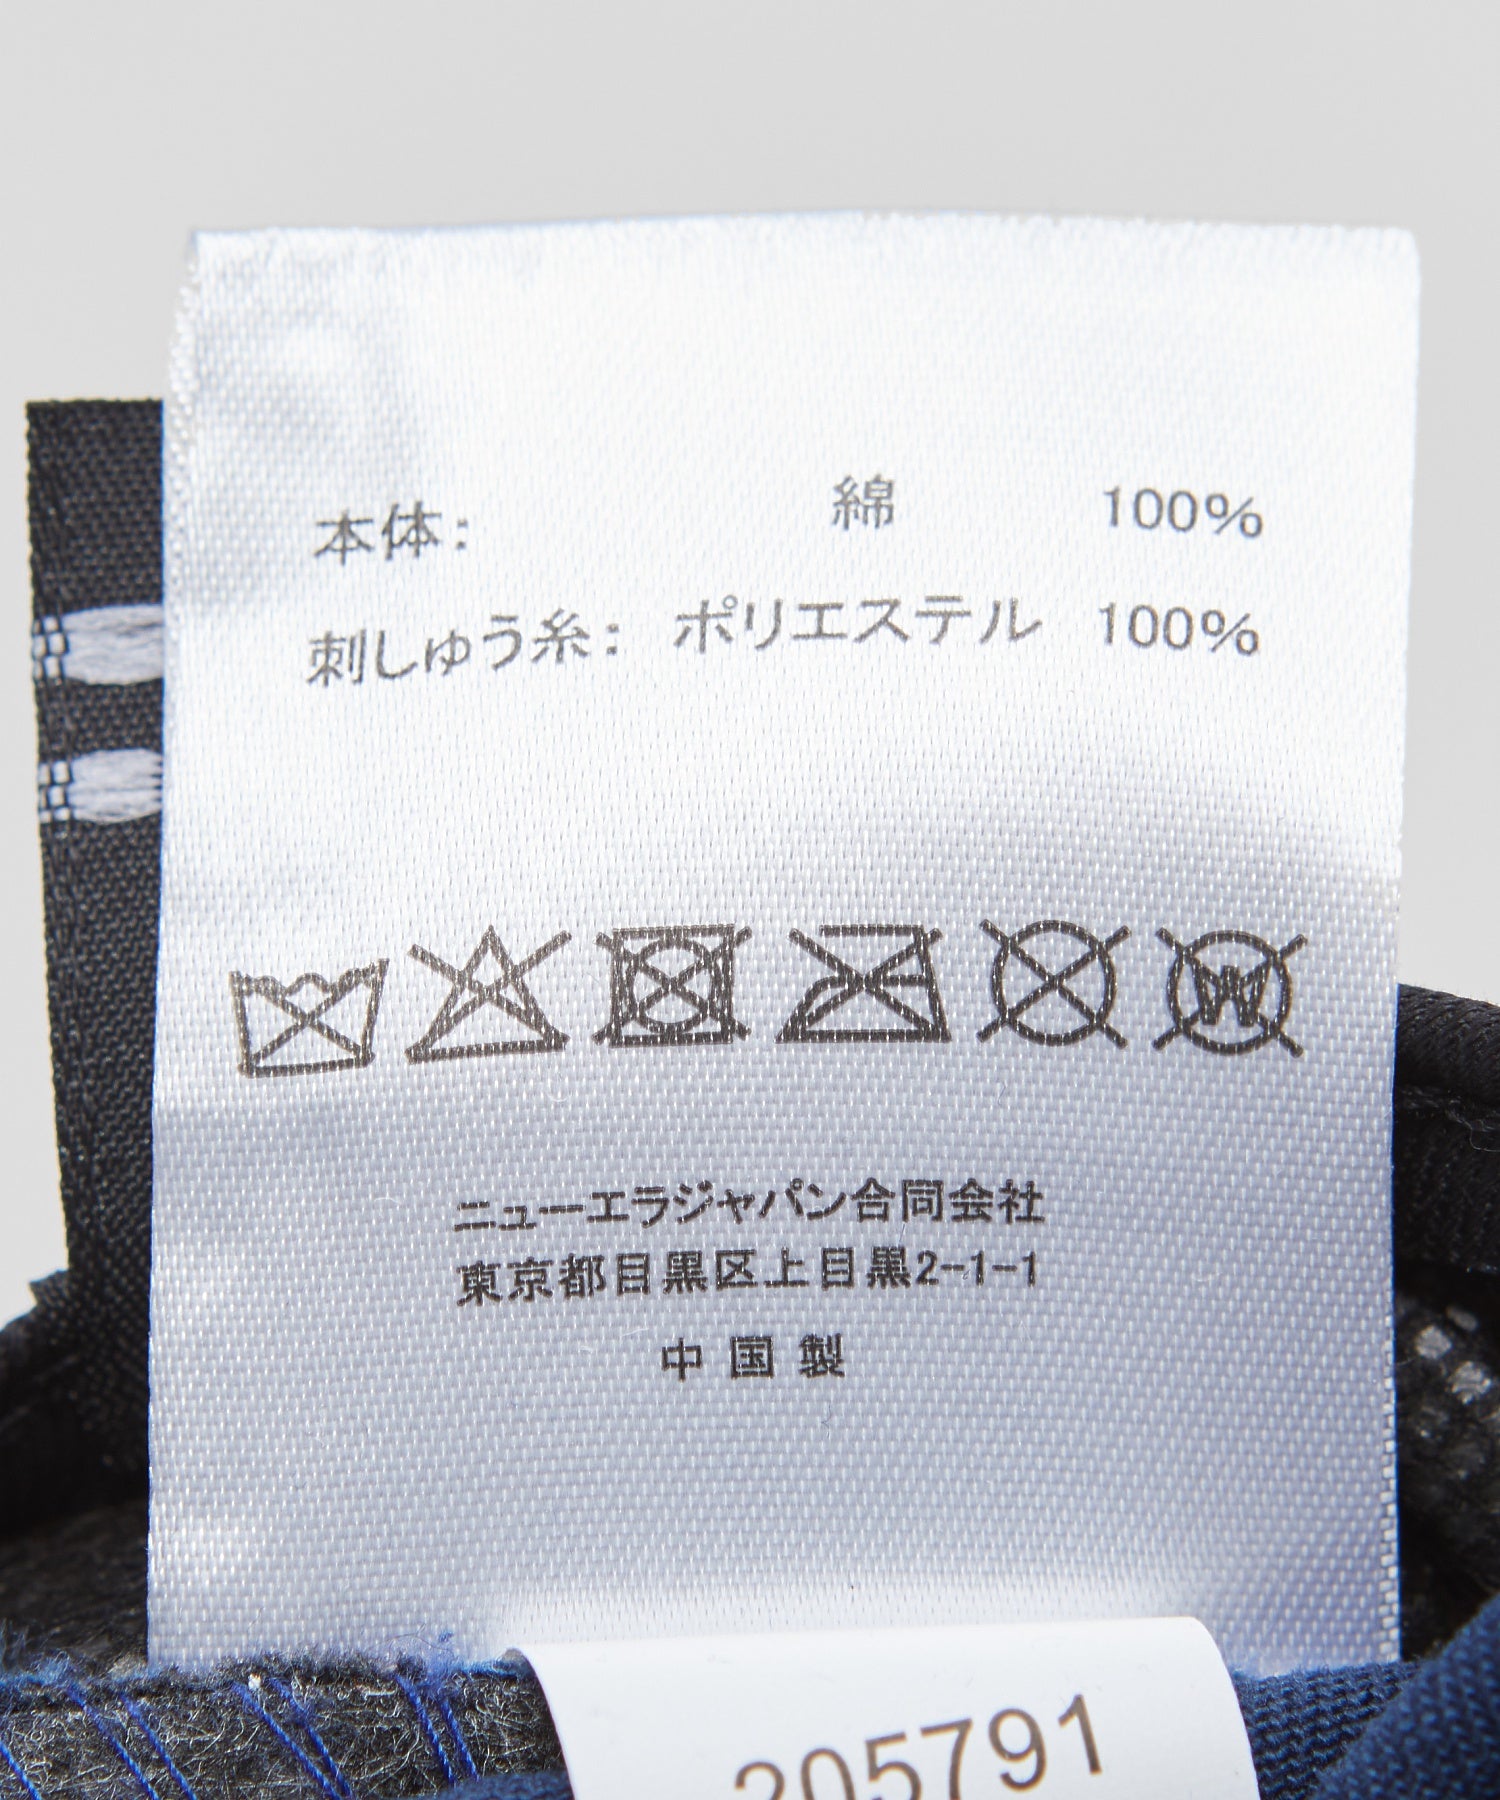 本体: 綿 100%
刺しゅう糸: ポリエステル 100%
W
ニューエラジャパン合同会社
東京都目黒区上目黒2-1-1
中国製
205791